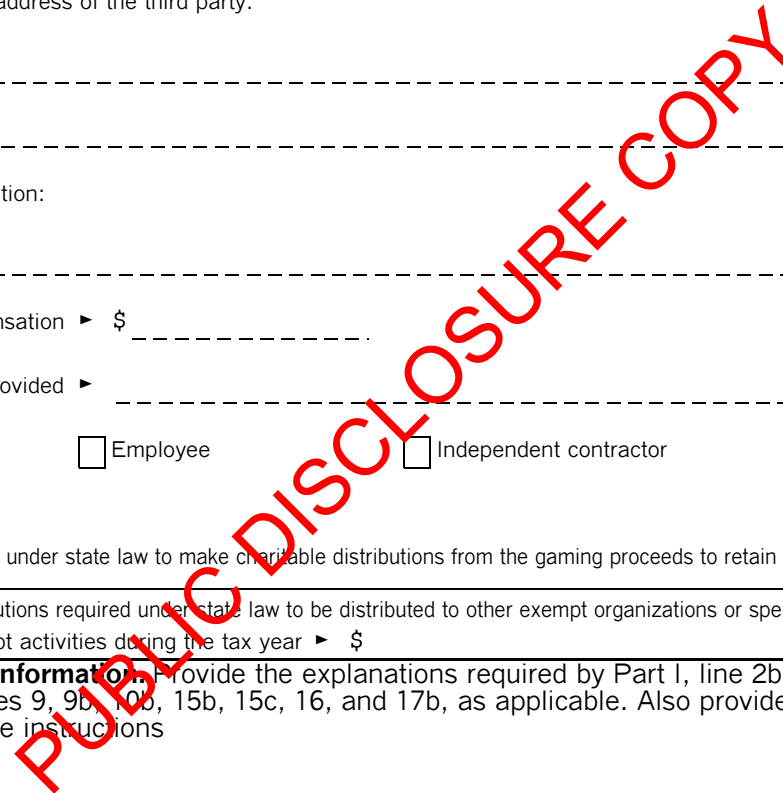 address of the third party:
tion:
nsation ► $
ovided ►
Employee Independent contractor
under state law to make charitable distributions from the gaming proceeds to retain
utions required under state law to be distributed to other exempt organizations or spe
ot activities during the tax year ► $
nformation. Provide the explanations required by Part I, line 2b
es 9, 9b, 10b, 15b, 15c, 16, and 17b, as applicable. Also provide
e instructions
PUBLIC DISCLOSURE COPY